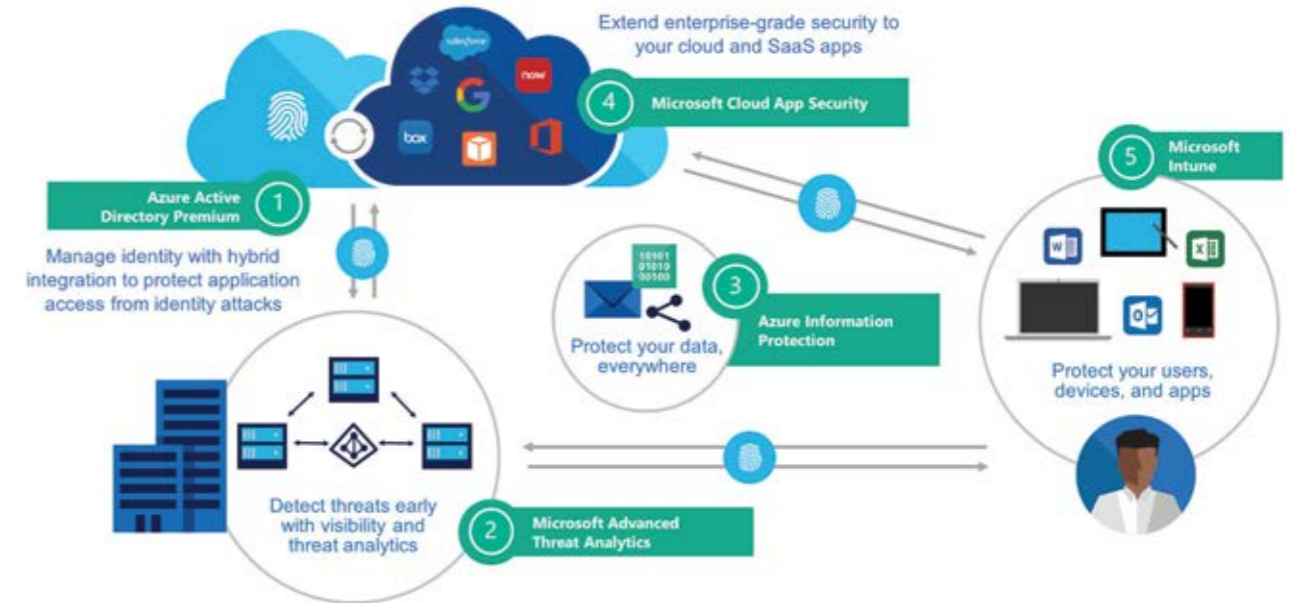 Extend enterprise-grade security to
your cloud and SaaS apps
salesforce
now
G
box
4
Microsoft Cloud App Security
5
Microsoft
Intune
Azure Active
Directory Premium
1
Manage identity with hybrid
integration to protect application
access from identity attacks
W
X
10101
01010
00100
3
Azure Information
Protection
O
Protect your data,
everywhere
Protect your users,
devices, and apps
Detect threats early
with visibility and
threat analytics
2
Microsoft Advanced
Threat Analytics